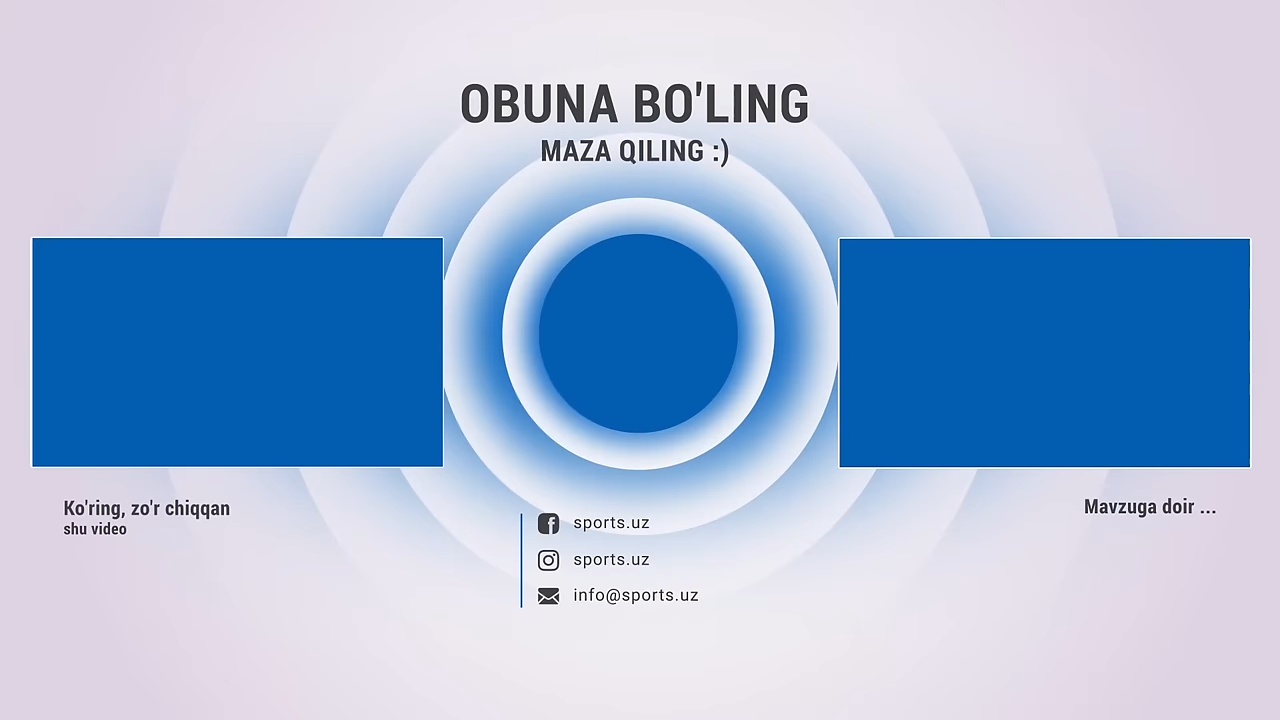 OBUNA BO'LING
MAZA QILING :)
Ko'ring, zo'r chiqqan
shu video
Mavzuga doir ...
sports.uz
sports.uz
info@sports.uz